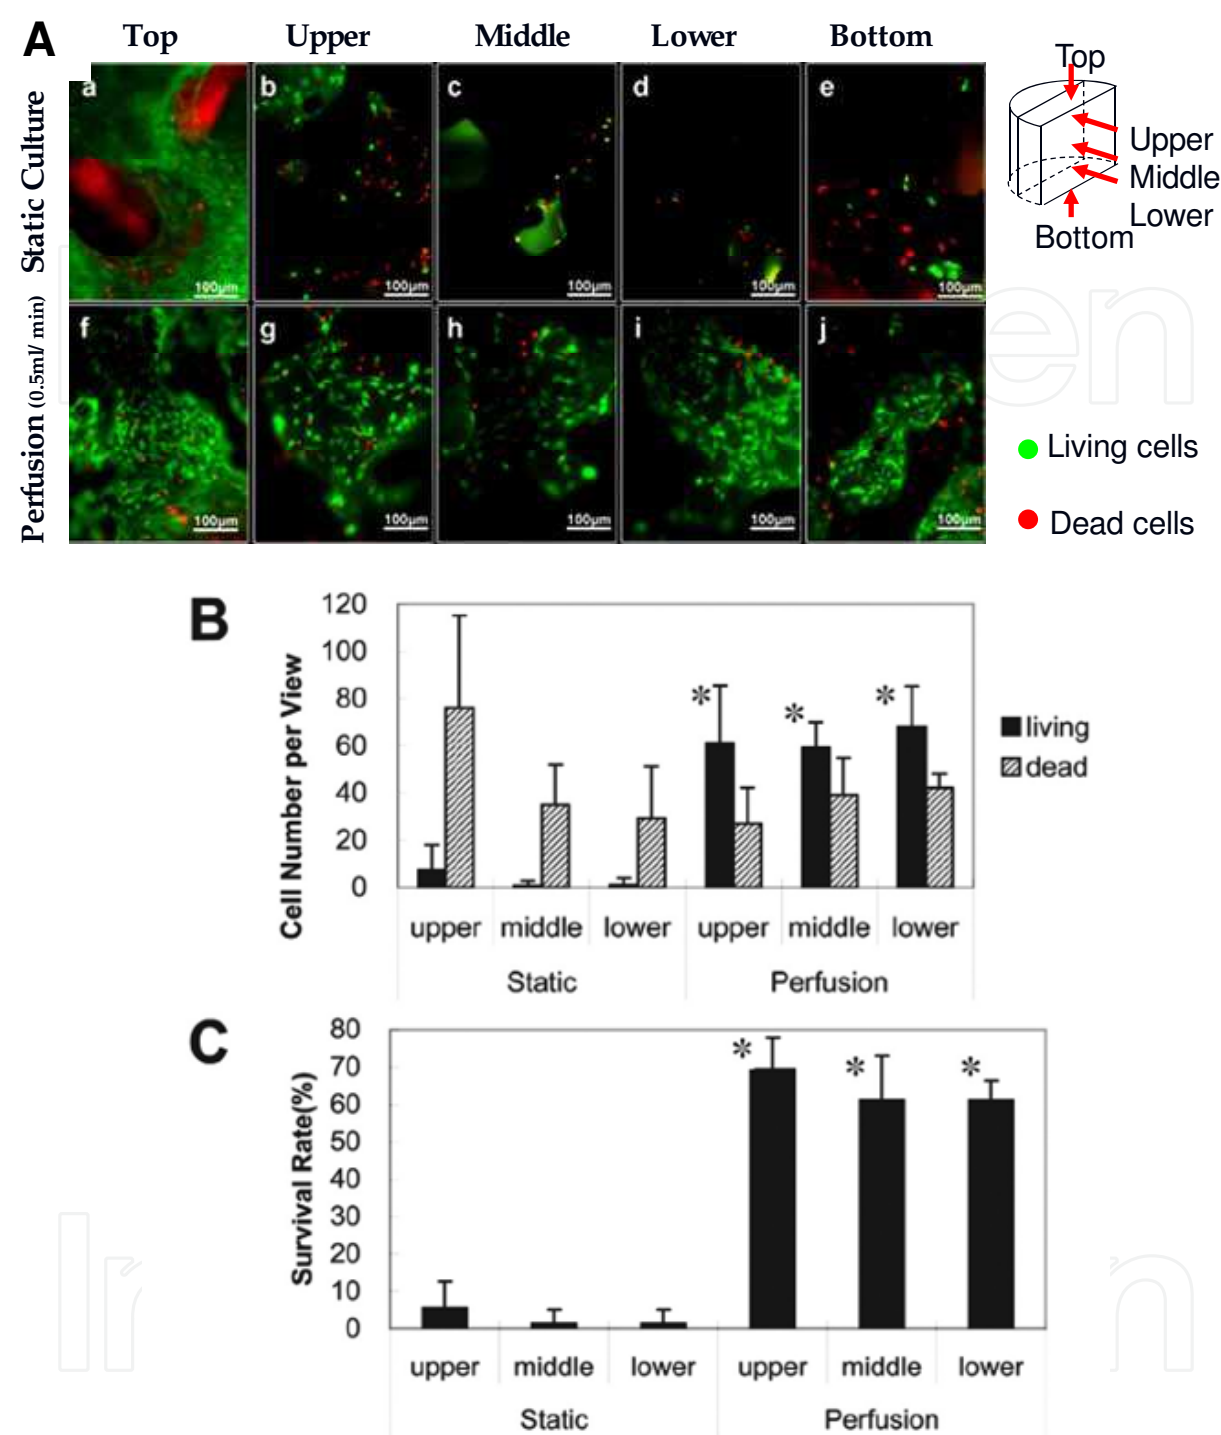 A
Top Upper Middle Lower Bottom
Static Culture
a b c d e
100µm 100µm 100µm 100µm 100µm
Perfusion (0.5ml/ min)
f g h i j
100µm 100µm 100µm 100µm 100µm
Top
Upper
Middle
Lower
Bottom
Living cells
Dead cells
B
Cell Number per View
120
100
80
60
40
20
0
* * *
living
dead
upper middle lower upper middle lower
Static Perfusion
C
Survival Rate(%)
80
70
60
50
40
30
20
10
0
* * *
upper middle lower upper middle lower
Static Perfusion